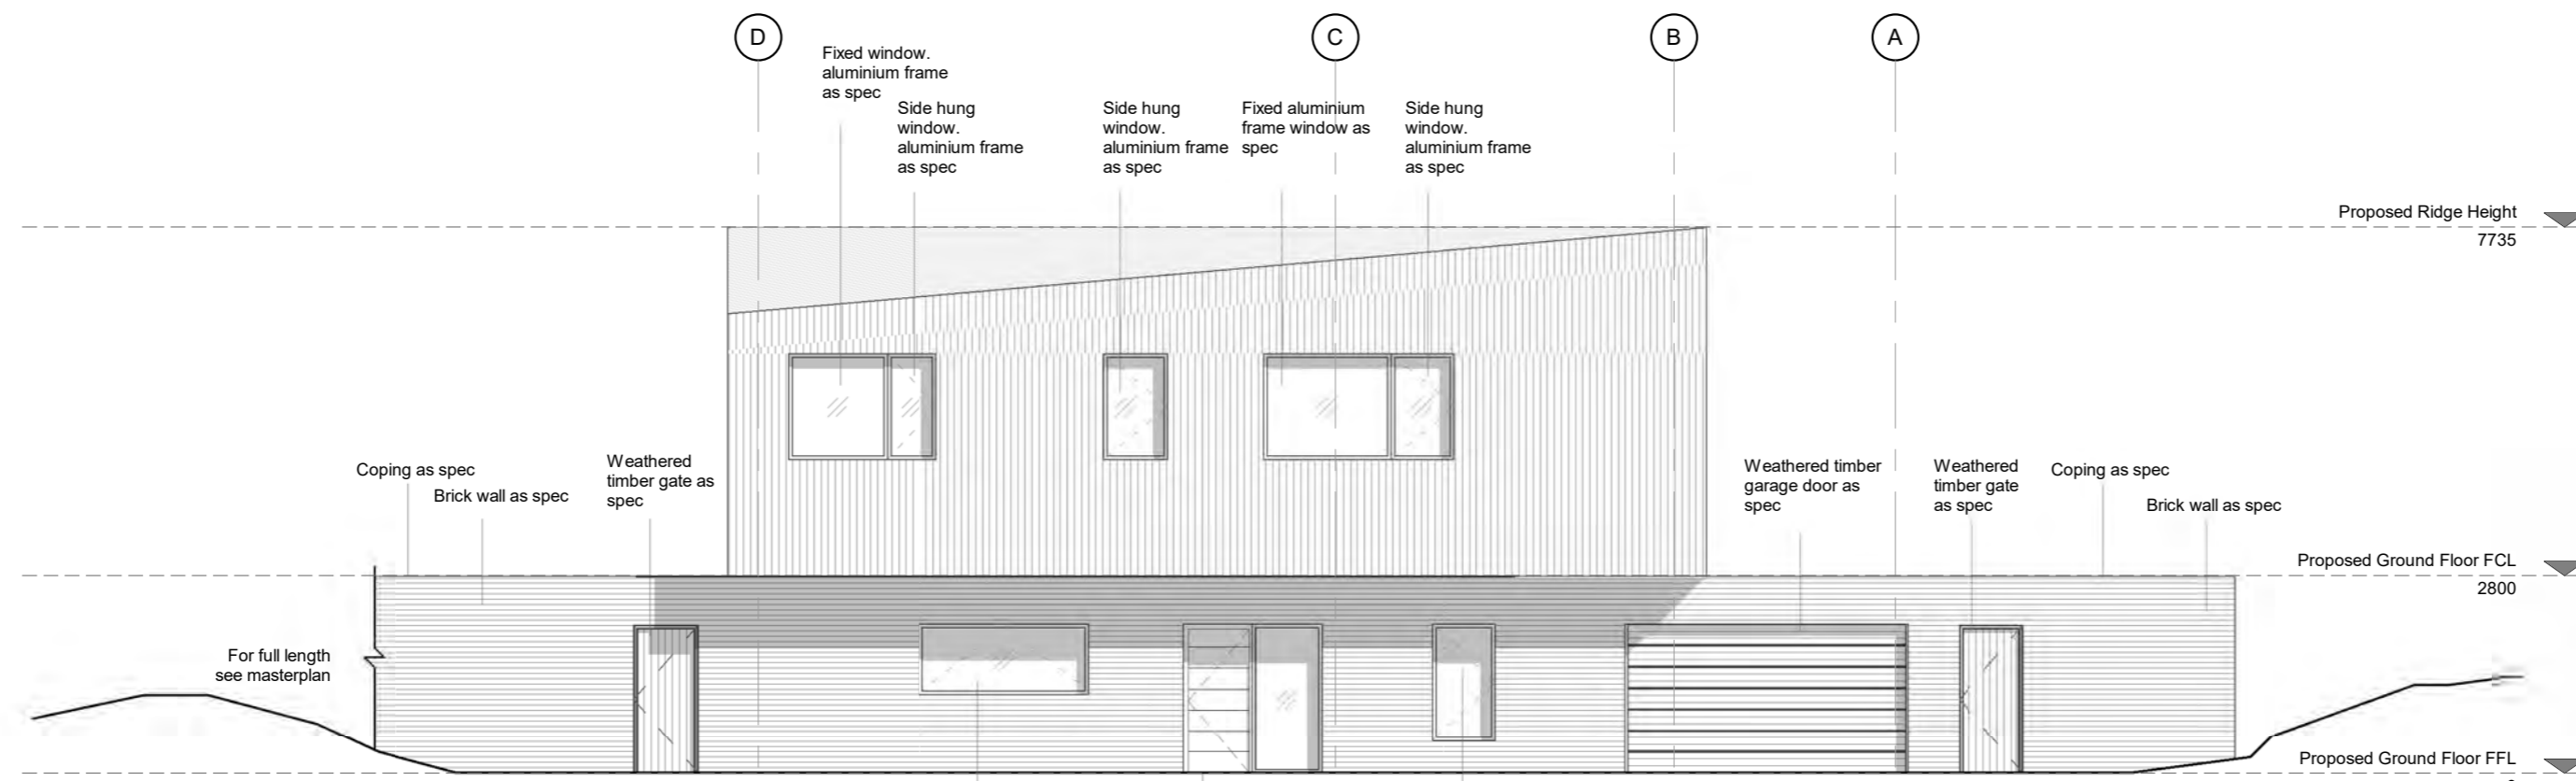 D
C
B
A
Fixed window.
aluminium frame
as spec
Side hung
window.
aluminium frame
as spec
Side hung
window.
aluminium frame
as spec
Fixed aluminium
frame window as
spec
Side hung
window.
aluminium frame
as spec
Proposed Ridge Height
7735
Coping as spec
Brick wall as spec
Weathered
timber gate as
spec
Weathered timber
garage door as
spec
Weathered
timber gate
as spec
Coping as spec
Brick wall as spec
Proposed Ground Floor FCL
2800
For full length
see masterplan
Proposed Ground Floor FFL